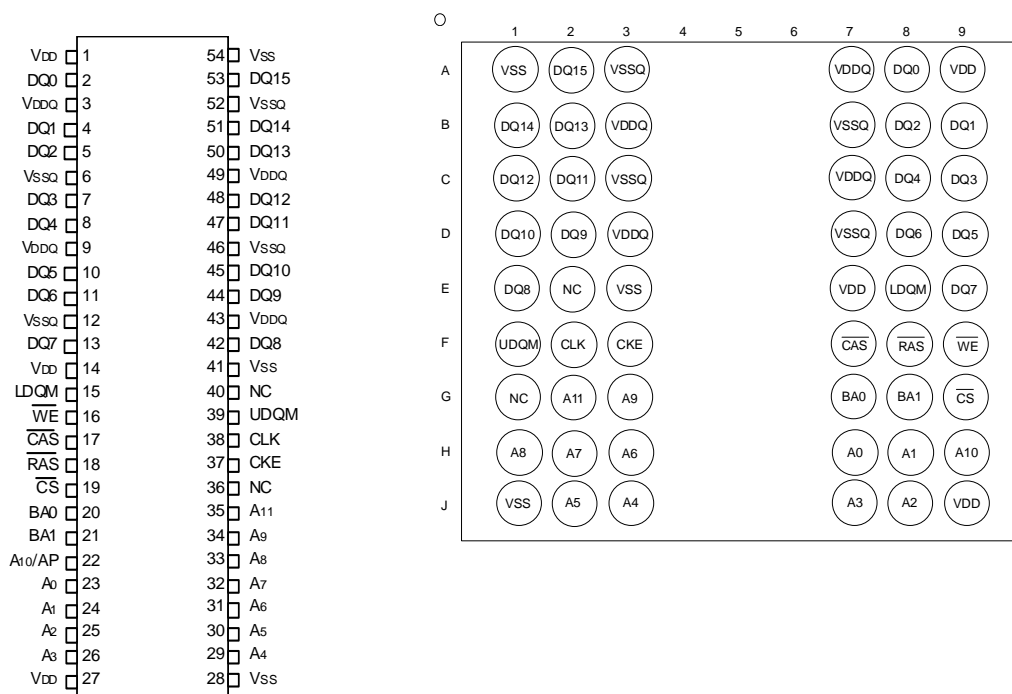 VDD 1 54 VSS
DQ0 2 53 DQ15
VDDQ 3 52 VSSQ
DQ1 4 51 DQ14
DQ2 5 50 DQ13
VSSQ 6 49 VDDQ
DQ3 7 48 DQ12
DQ4 8 47 DQ11
VDDQ 9 46 VSSQ
DQ5 10 45 DQ10
DQ6 11 44 DQ9
VSSQ 12 43 VDDQ
DQ7 13 42 DQ8
VDD 14 41 VSS
LDQM 15 40 NC
W̅E̅ 16 39 UDQM
C̅A̅S̅ 17 38 CLK
R̅A̅S̅ 18 37 CKE
C̅S̅ 19 36 NC
BA0 20 35 A11
BA1 21 34 A9
A10/AP 22 33 A8
A0 23 32 A7
A1 24 31 A6
A2 25 30 A5
A3 26 29 A4
VDD 27 28 VSS
1 2 3 4 5 6 7 8 9
A VSS DQ15 VSSQ VDDQ DQ0 VDD
B DQ14 DQ13 VDDQ VSSQ DQ2 DQ1
C DQ12 DQ11 VSSQ VDDQ DQ4 DQ3
D DQ10 DQ9 VDDQ VSSQ DQ6 DQ5
E DQ8 NC VSS VDD LDQM DQ7
F UDQM CLK CKE C̅A̅S̅ R̅A̅S̅ W̅E̅
G NC A11 A9 BA0 BA1 C̅S̅
H A8 A7 A6 A0 A1 A10
J VSS A5 A4 A3 A2 VDD